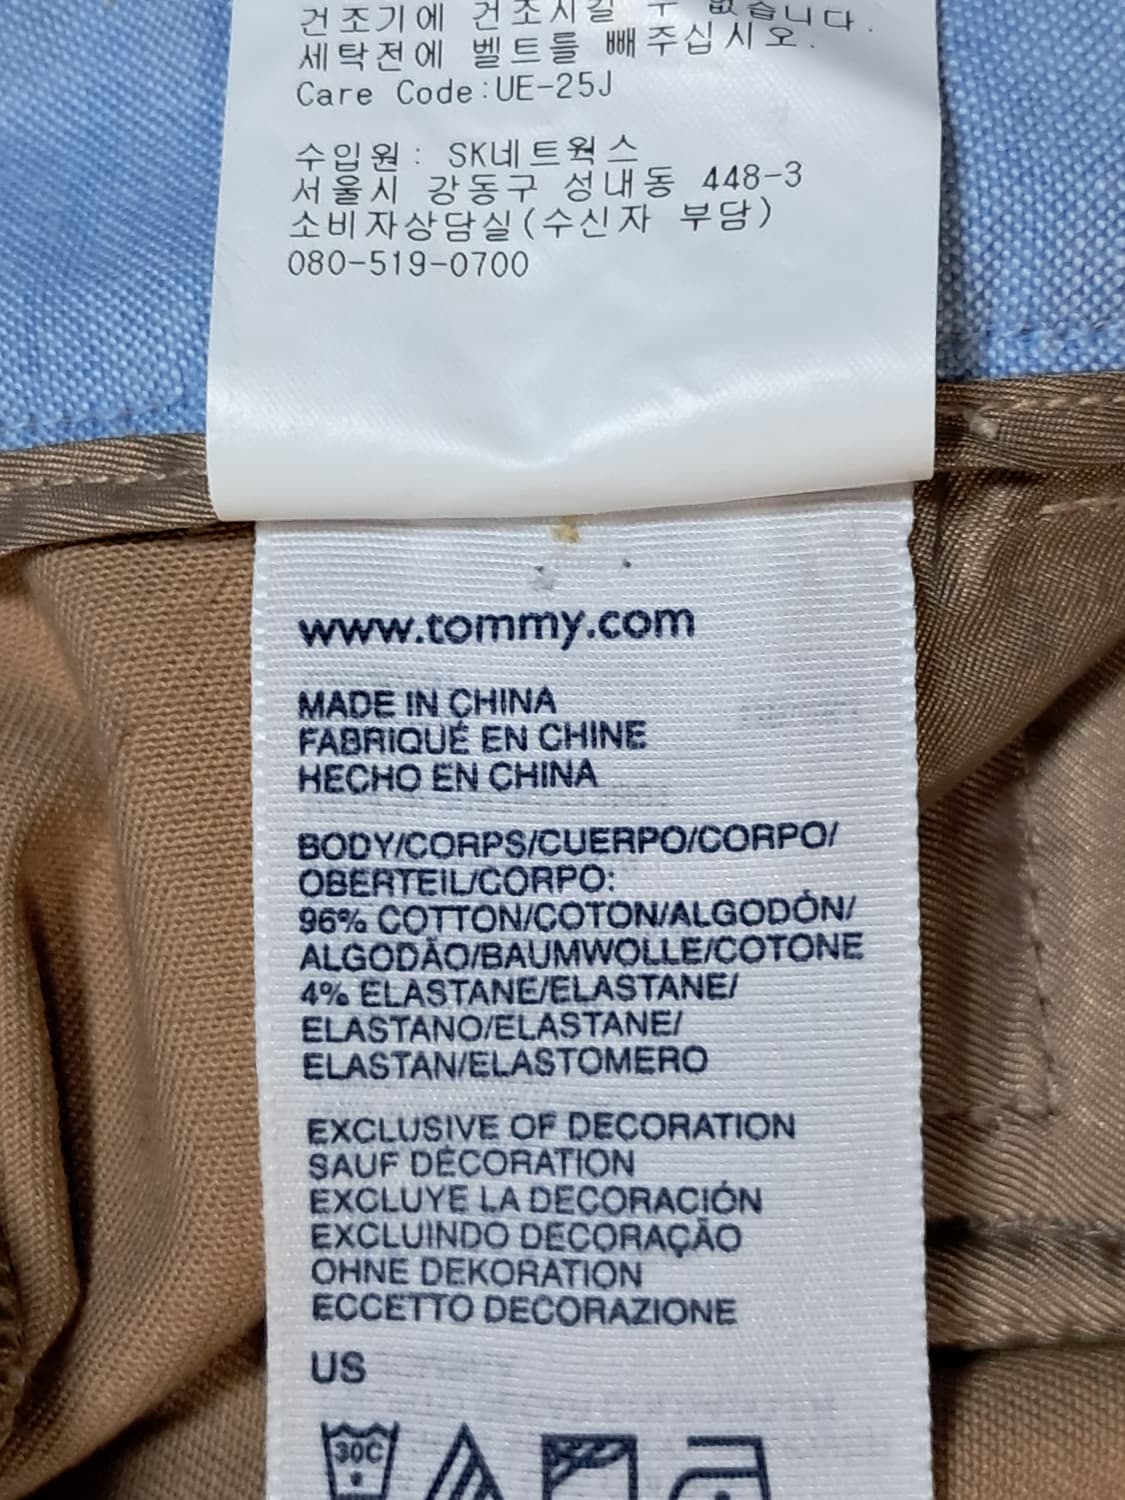 건조기에 건조시킬 수 없습니다.
세탁전에 벨트를 빼주십시오.
Care Code:UE-25J
수입원: SK네트웍스
서울시 강동구 성내동 448-3
소비자상담실(수신자 부담)
080-519-0700
www.tommy.com
MADE IN CHINA
FABRIQUÉ EN CHINE
HECHO EN CHINA
BODY/CORPS/CUERPO/CORPO/
OBERTEIL/CORPO:
96% COTTON/COTON/ALGODÓN/
ALGODÃO/BAUMWOLLE/COTONE
4% ELASTANE/ELASTANE/
ELASTANO/ELASTANE/
ELASTAN/ELASTOMERO
EXCLUSIVE OF DECORATION
SAUF DÉCORATION
EXCLUYE LA DECORACIÓN
EXCLUINDO DECORAÇÃO
OHNE DEKORATION
ECCETTO DECORAZIONE
US
30C